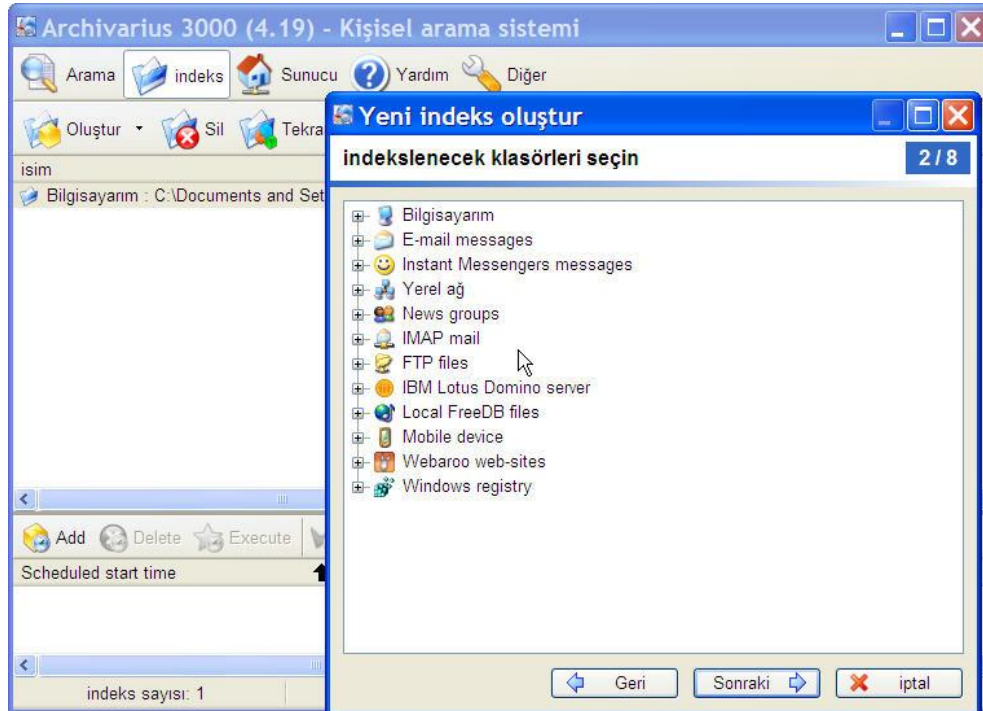 Archivarius 3000 (4.19) - Kişisel arama sistemi
Arama indeks Sunucu Yardım Diğer
Oluştur Sil
isim
Bilgisayarım : C:\Documents and
Yeni indeks oluştur
indekslenecek klasörleri seçin 2 / 8
Bilgisayarım
E-mail messages
Instant Messengers messages
Yerel ağ
News groups
IMAP mail
FTP files
IBM Lotus Domino server
Local FreeDB files
Mobile device
Webaroo web-sites
Windows registry
Add Delete Execute
Scheduled start time
indeks sayısı: 1
Geri Sonraki iptal